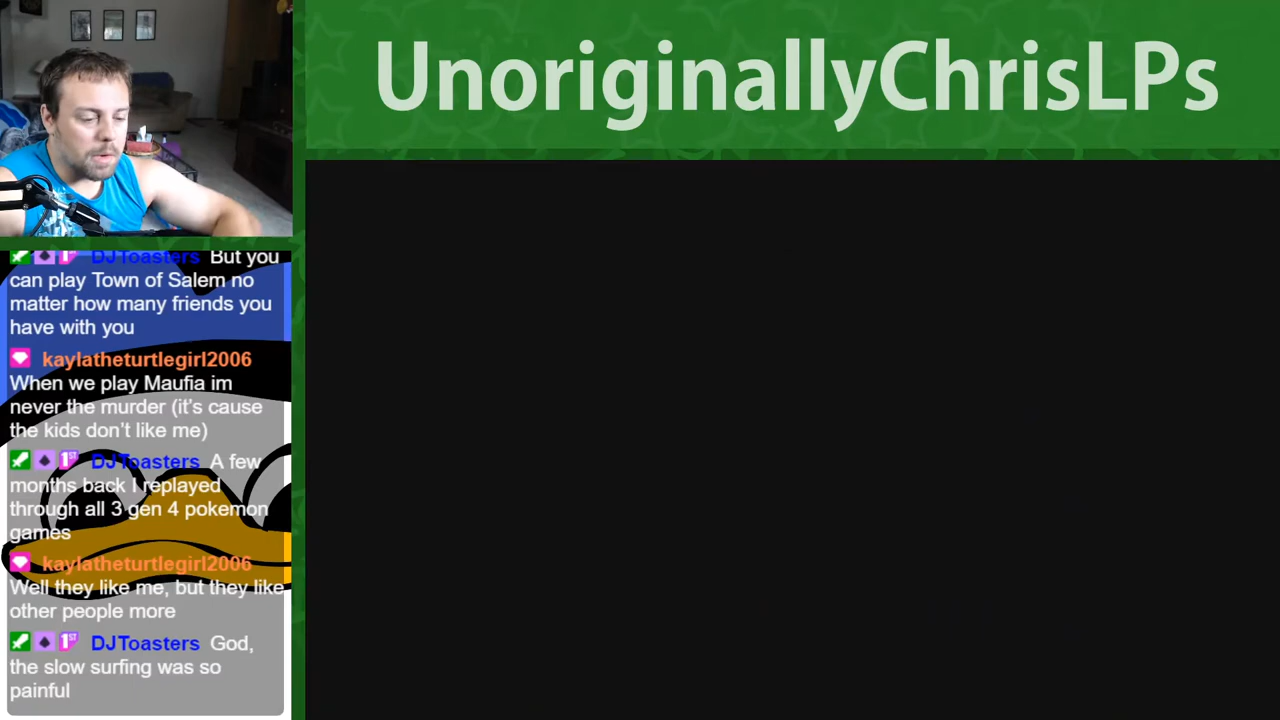 UnoriginallyChrisLPs
DJToasters But you
can play Town of Salem no
matter how many friends you
have with you
kaylatheturtlegirl2006
When we play Maufia im
never the murder (it's cause
the kids don't like me)
1ST DJToasters A few
months back I replayed
through all 3 gen 4 pokemon
games
kaylatheturtlegirl2006
Well they like me, but they like
other people more
1ST DJToasters God,
the slow surfing was so
painful